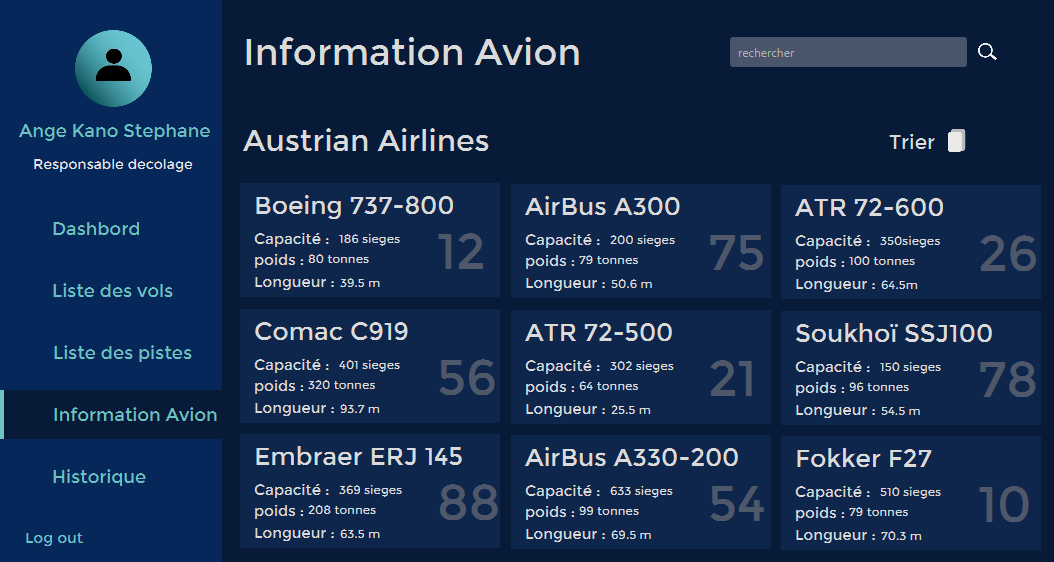 Information Avion
rechercher
Ange Kano Stephane
Responsable decolage
Dashbord
Liste des vols
Liste des pistes
Information Avion
Historique
Log out
Austrian Airlines
Trier
Boeing 737-800
Capacité : 186 sieges
poids : 80 tonnes
Longueur : 39.5 m
12
AirBus A300
Capacité : 200 sieges
poids : 79 tonnes
Longueur : 50.6 m
75
ATR 72-600
Capacité : 350sieges
poids : 100 tonnes
Longueur : 64.5m
26
Comac C919
Capacité : 401 sieges
poids : 320 tonnes
Longueur : 93.7 m
56
ATR 72-500
Capacité : 302 sieges
poids : 64 tonnes
Longueur : 25.5 m
21
Soukhoï SSJ100
Capacité : 150 sieges
poids : 96 tonnes
Longueur : 54.5 m
78
Embraer ERJ 145
Capacité : 369 sieges
poids : 208 tonnes
Longueur : 63.5 m
88
AirBus A330-200
Capacité : 633 sieges
poids : 99 tonnes
Longueur : 69.5 m
54
Fokker F27
Capacité : 510 sieges
poids : 79 tonnes
Longueur : 70.3 m
10